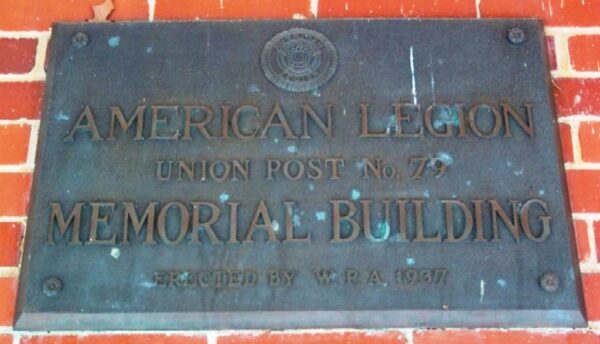 AMERICAN LEGION
UNION POST No. 79
MEMORIAL BUILDING
ERECTED BY W.P.A. 1937